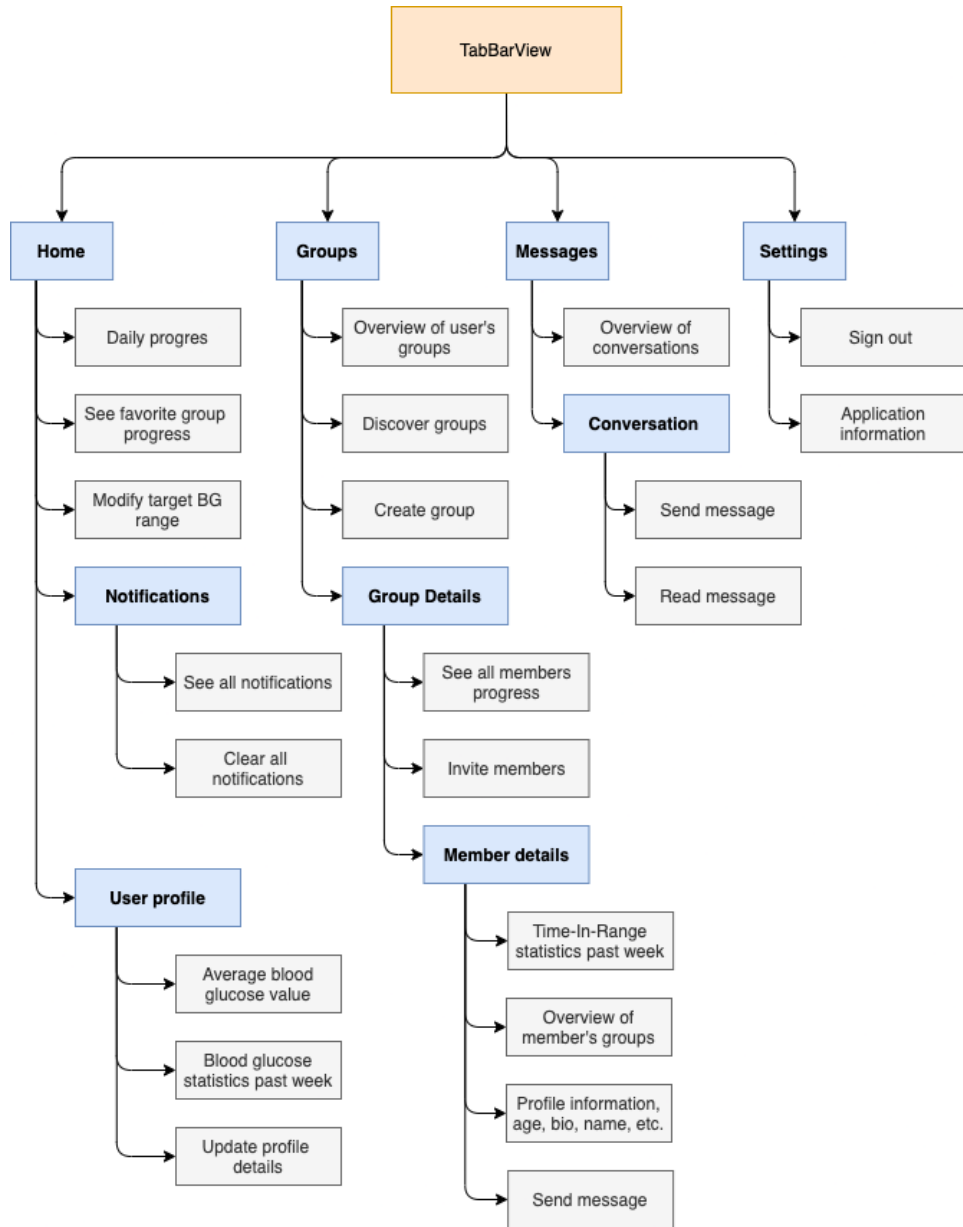 TabBarView
Home
Groups
Messages
Settings
Daily progres
Overview of user's
groups
Overview of
conversations
Sign out
See favorite group
progress
Discover groups
Conversation
Application
information
Modify target BG
range
Create group
Send message
Notifications
Group Details
Read message
See all notifications
See all members
progress
Clear all
notifications
Invite members
Member details
User profile
Time-In-Range
statistics past week
Average blood
glucose value
Overview of
member's groups
Blood glucose
statistics past week
Profile information,
age, bio, name, etc.
Update profile
details
Send message